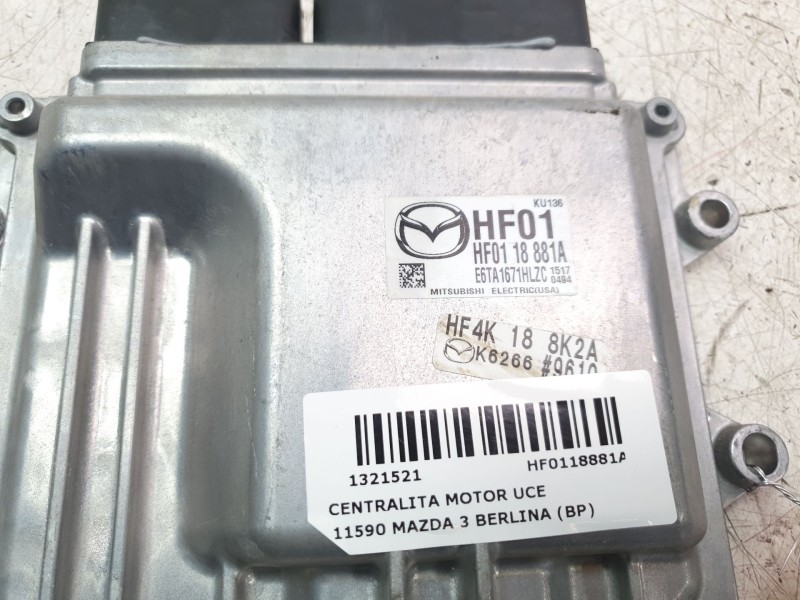 KU136
HF01
HF01 18 881A
E6TA1671HLZC 1517
0494
MITSUBISHI ELECTRIC(USA)
HF4K 18 8K2A
K6266 #9610
1321521 HF0118881A
CENTRALITA MOTOR UCE
11590 MAZDA 3 BERLINA (BP)